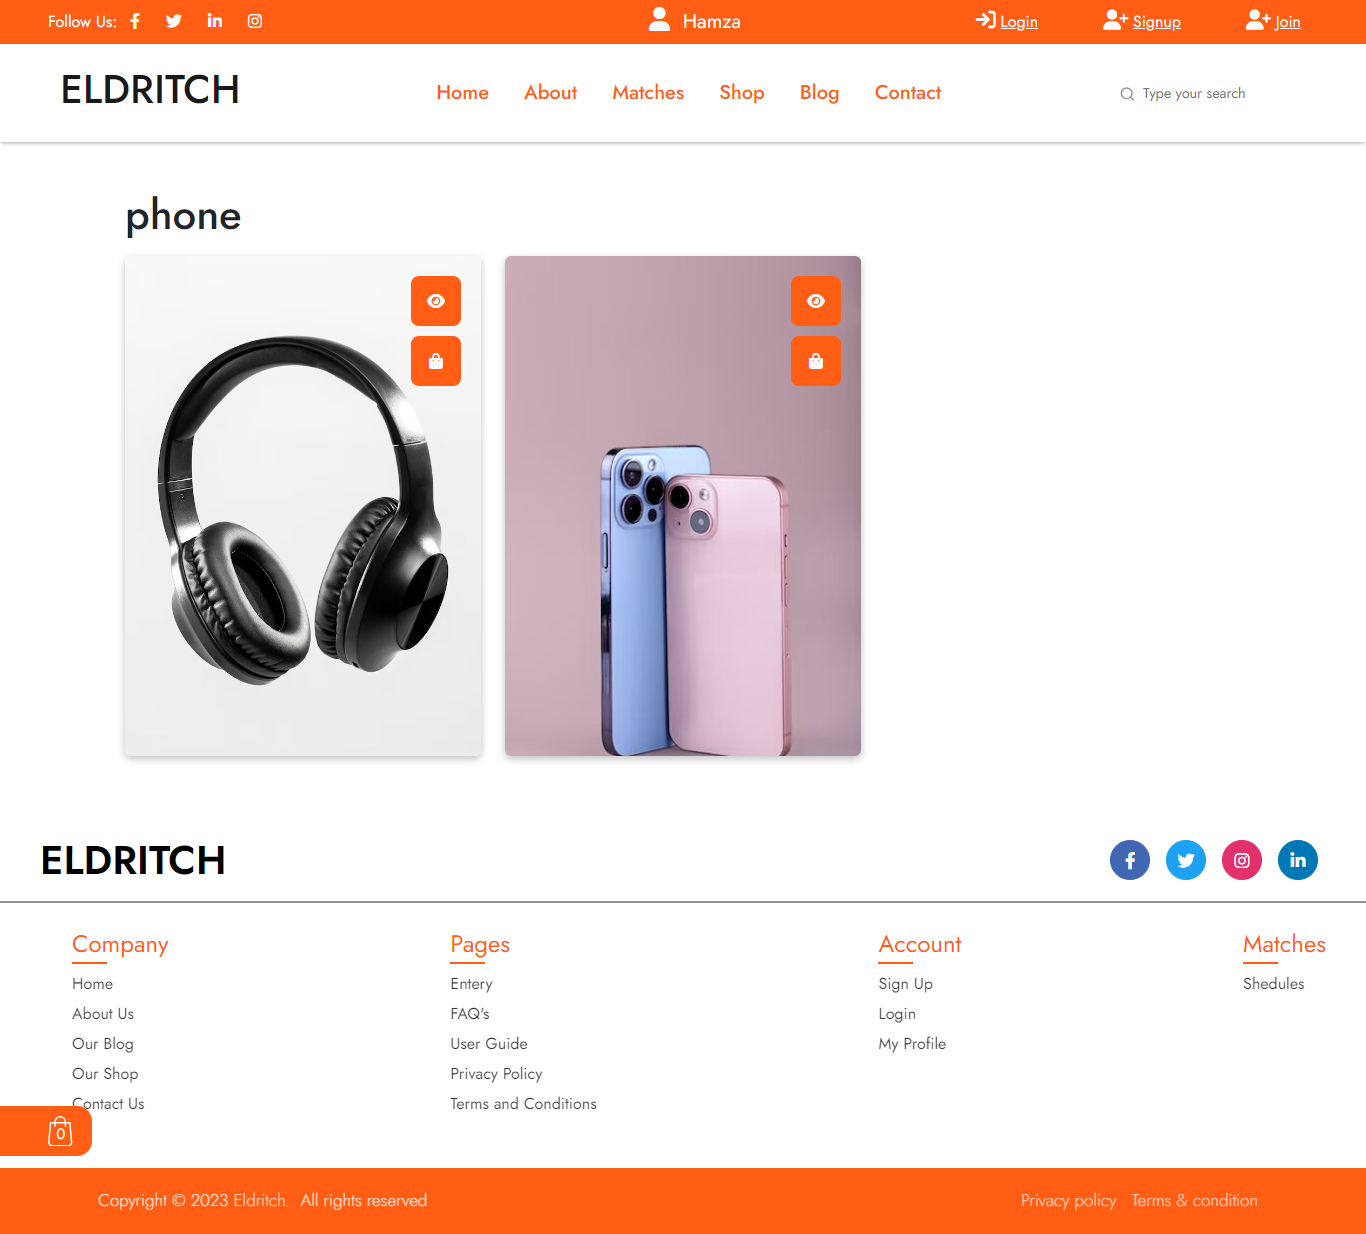 Follow Us:
Hamza
Login
Signup
Join
ELDRITCH
Home
About
Matches
Shop
Blog
Contact
Type your search
phone
ELDRITCH
Company
Home
About Us
Our Blog
Our Shop
Contact Us
Pages
Entery
FAQ's
User Guide
Privacy Policy
Terms and Conditions
Account
Sign Up
Login
My Profile
Matches
Shedules
0
Copyright © 2023 Eldritch. All rights reserved
Privacy policy
Terms & condition